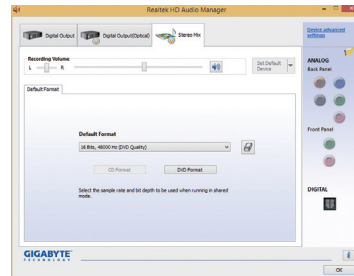 Realtek HD Audio Manager
Digital Output
Digital Output(Optical)
Stereo Mix
Device advanced
settings
Recording Volume
L
R
Set Default
Device
ANALOG
Back Panel
Default Format
Default Format
16 Bits, 48000 Hz (DVD Quality)
CD Format
DVD Format
Select the sample rate and bit depth to be used when running in shared
mode.
Front Panel
DIGITAL
GIGABYTE
TECHNOLOGY
OK